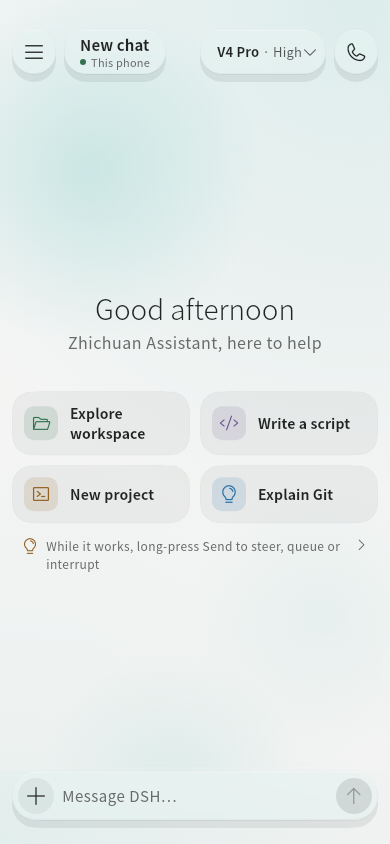 New chat
This phone
V4 Pro · High
Good afternoon
Zhichuan Assistant, here to help
Explore
workspace
Write a script
New project
Explain Git
While it works, long-press Send to steer, queue or
interrupt
Message DSH…